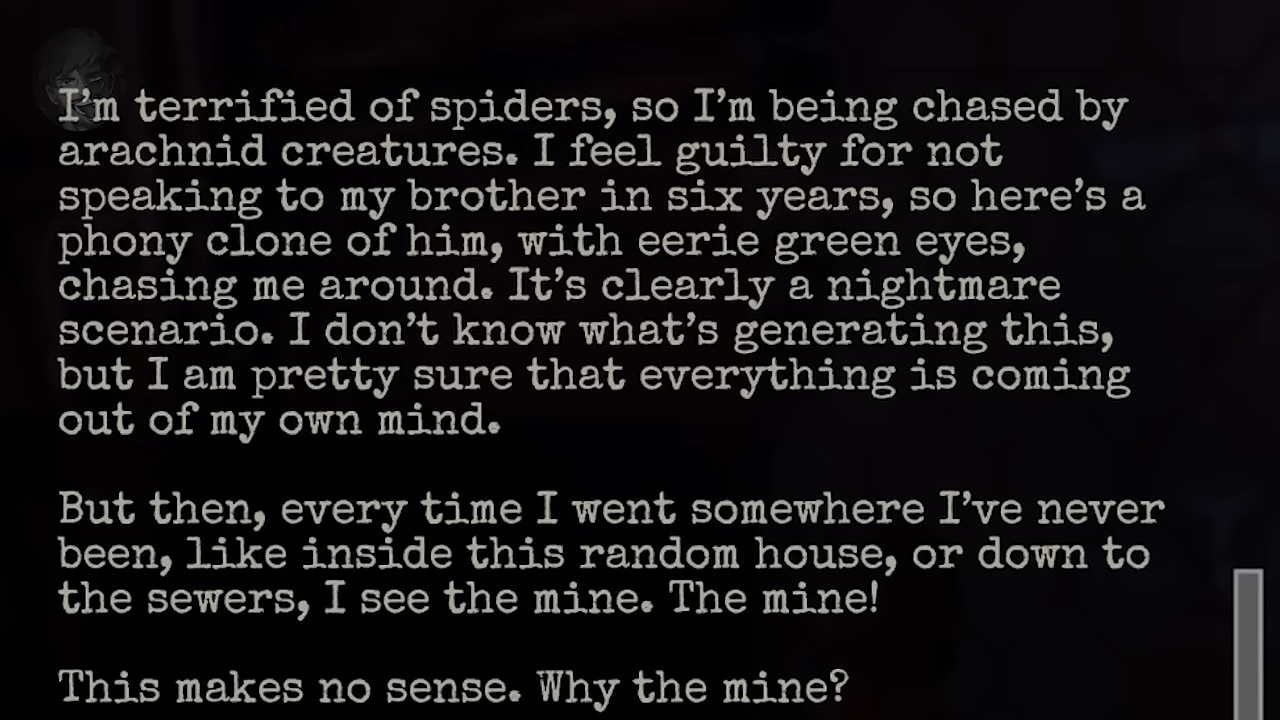 I’m terrified of spiders, so I’m being chased by
arachnid creatures. I feel guilty for not
speaking to my brother in six years, so here’s a
phony clone of him, with eerie green eyes,
chasing me around. It’s clearly a nightmare
scenario. I don’t know what’s generating this,
but I am pretty sure that everything is coming
out of my own mind.
But then, every time I went somewhere I’ve never
been, like inside this random house, or down to
the sewers, I see the mine. The mine!
This makes no sense. Why the mine?